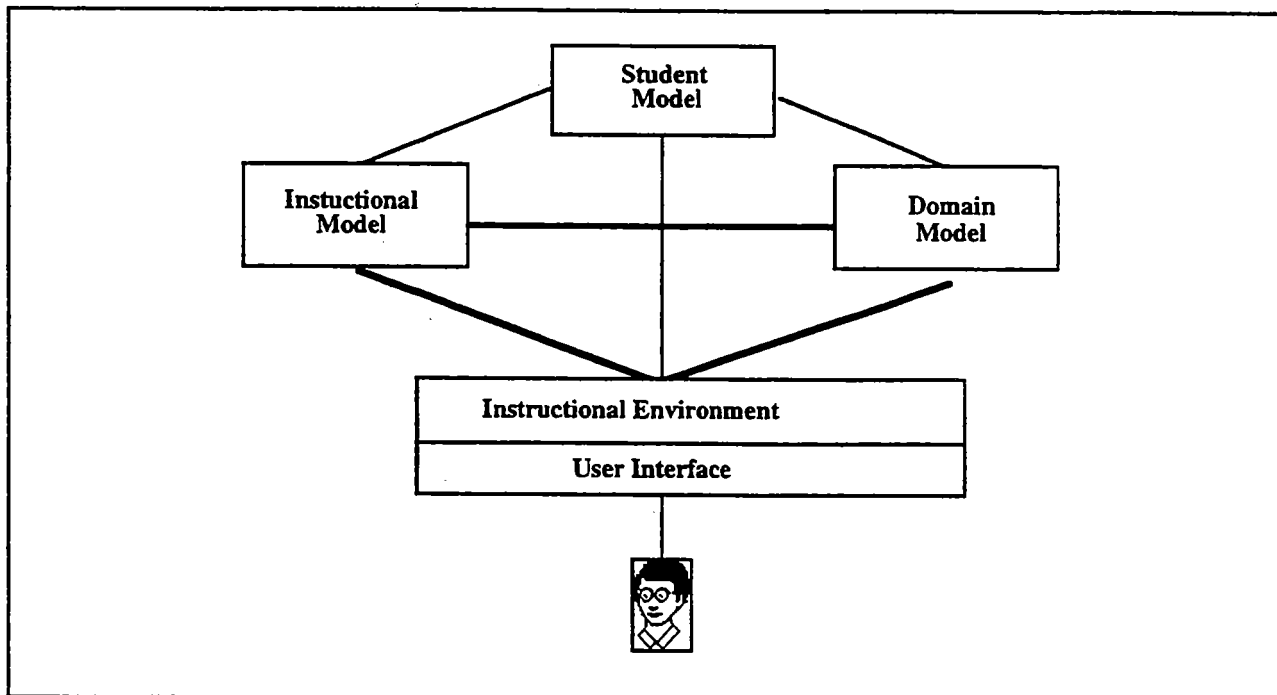 Student
Model
Instuctional
Model
Domain
Model
Instructional Environment
User Interface